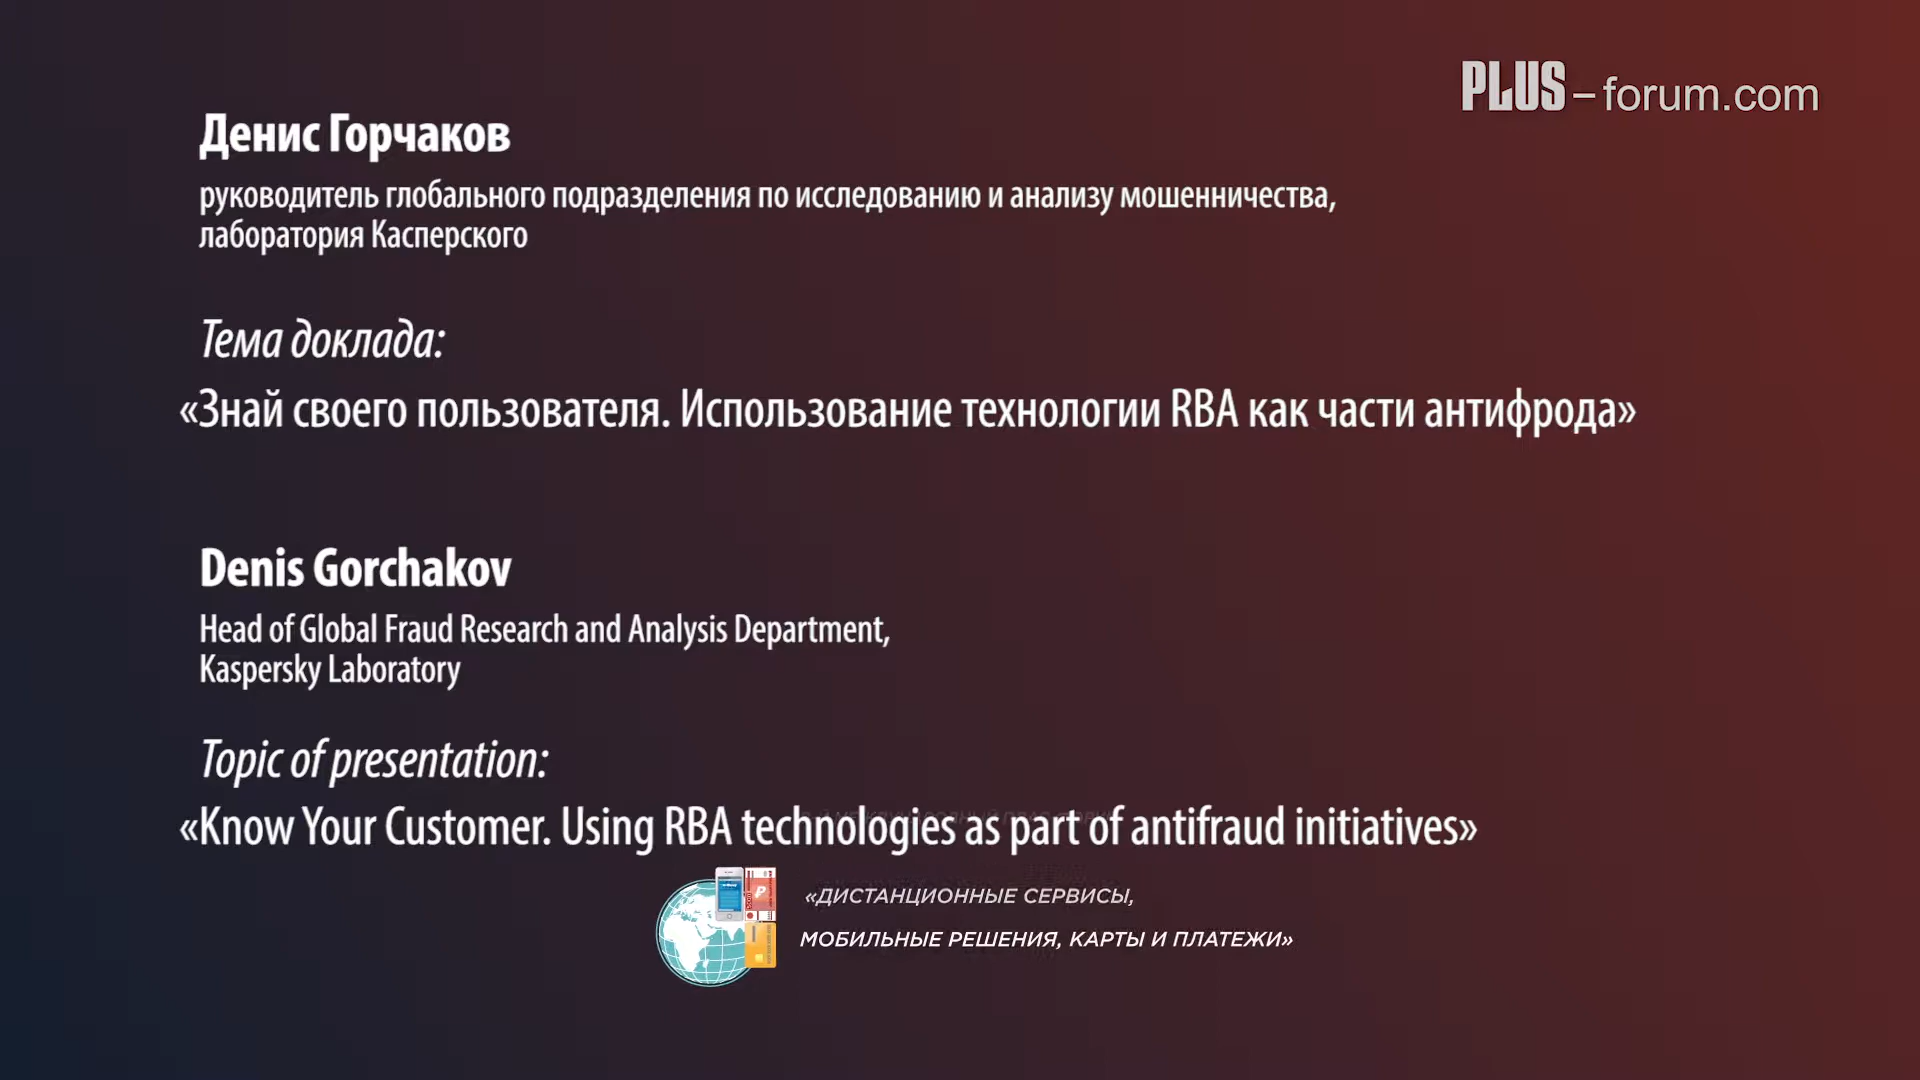 PLUS-forum.com
Денис Горчаков
руководитель глобального подразделения по исследованию и анализу мошенничества,
лаборатория Касперского
Тема доклада:
«Знай своего пользователя. Использование технологии RBA как части антифрода»
Denis Gorchakov
Head of Global Fraud Research and Analysis Department,
Kaspersky Laboratory
Topic of presentation:
«Know Your Customer. Using RBA technologies as part of antifraud initiatives»
«ДИСТАНЦИОННЫЕ СЕРВИСЫ,
МОБИЛЬНЫЕ РЕШЕНИЯ, КАРТЫ И ПЛАТЕЖИ»